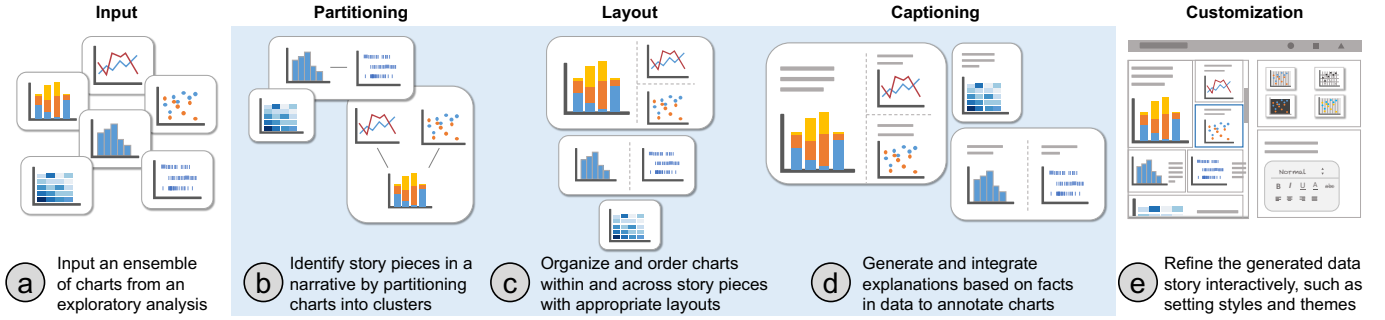 Input
Partitioning
Layout
Captioning
Customization
Normal
B I U A abc
a
Input an ensemble
of charts from an
exploratory analysis
b
Identify story pieces in a
narrative by partitioning
charts into clusters
c
Organize and order charts
within and across story pieces
with appropriate layouts
d
Generate and integrate
explanations based on facts
in data to annotate charts
e
Refine the generated data
story interactively, such as
setting styles and themes